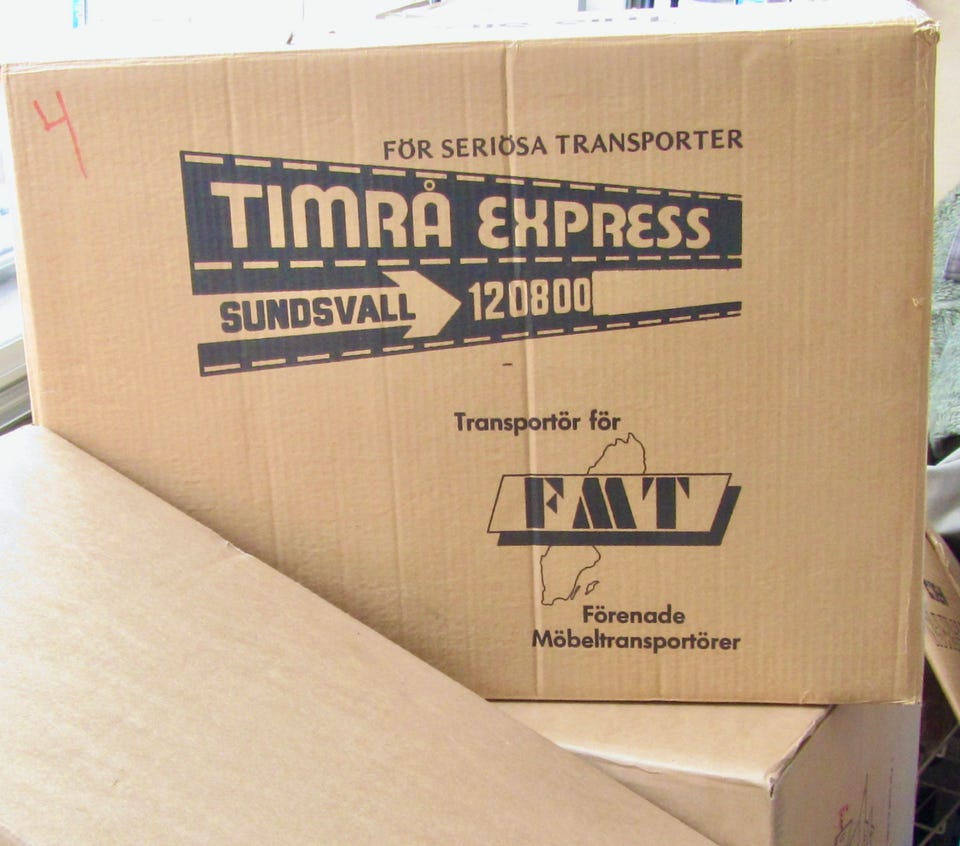 4
FÖR SERIÖSA TRANSPORTER
TIMRÅ EXPRESS
SUNDSVALL 120800
Transportör för
FMT
Förenade
Möbeltransportörer